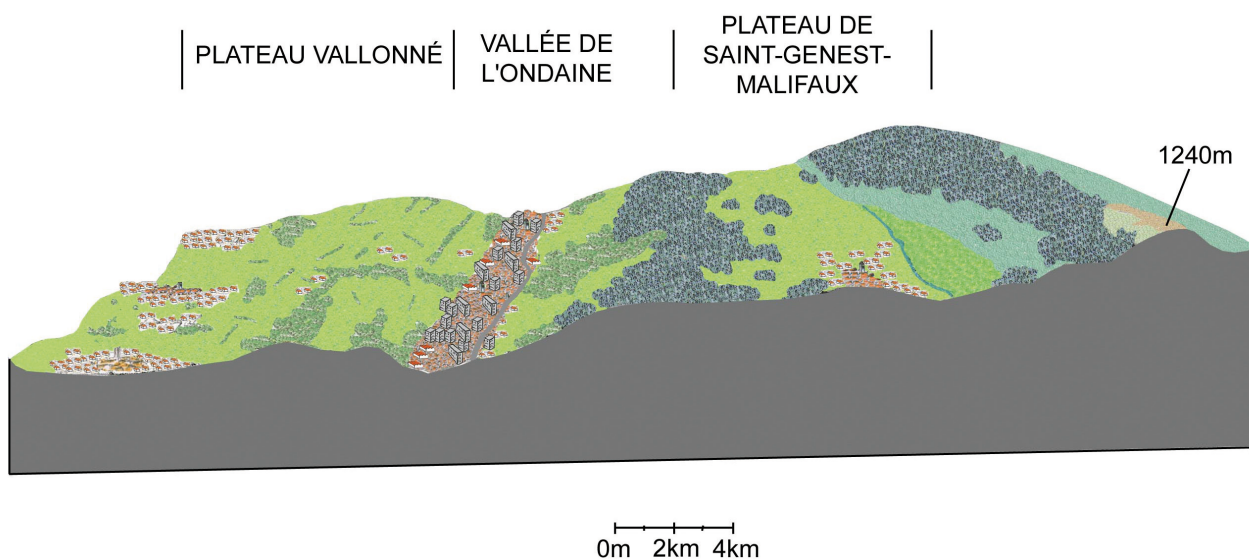 PLATEAU VALLONNÉ
VALLÉE DE
L'ONDAINE
PLATEAU DE
SAINT-GENEST-
MALIFAUX
1240m
0m 2km 4km